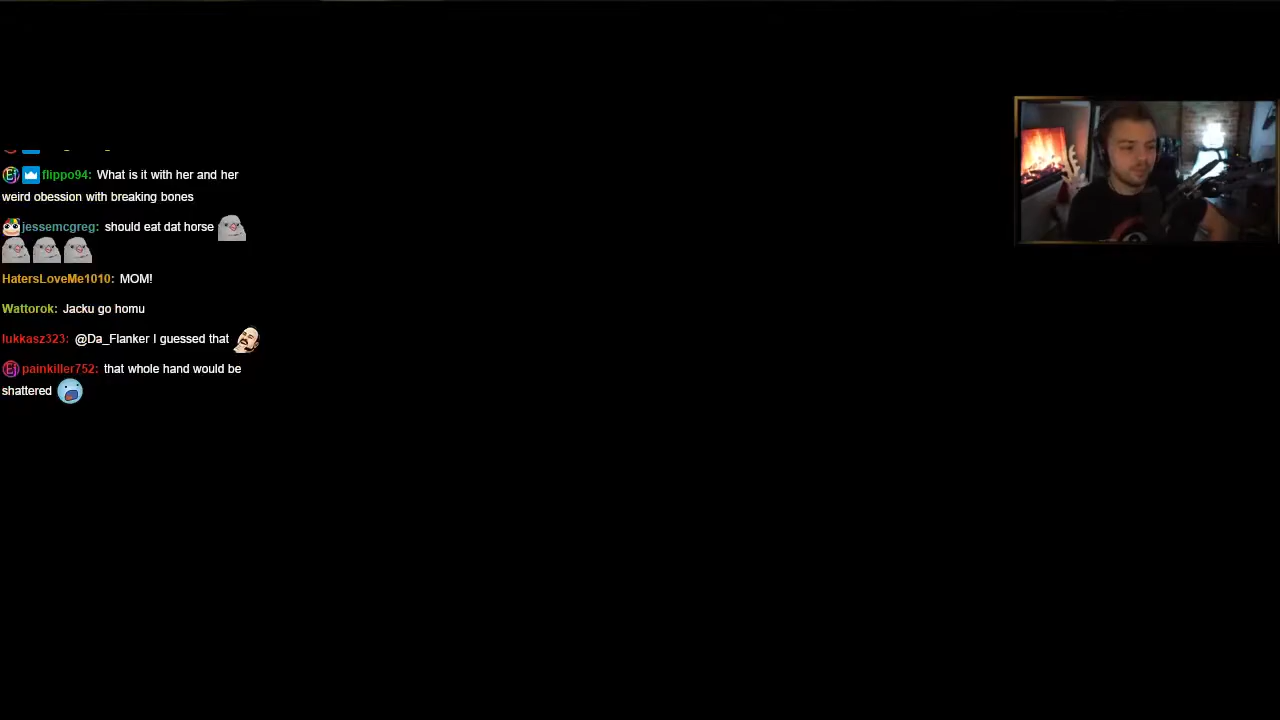 flippo94: What is it with her and her
weird obession with breaking bones
jessemcgreg: should eat dat horse
HatersLoveMe1010: MOM!
Wattorok: Jacku go homu
lukkasz323: @Da_Flanker I guessed that
painkiller752: that whole hand would be
shattered